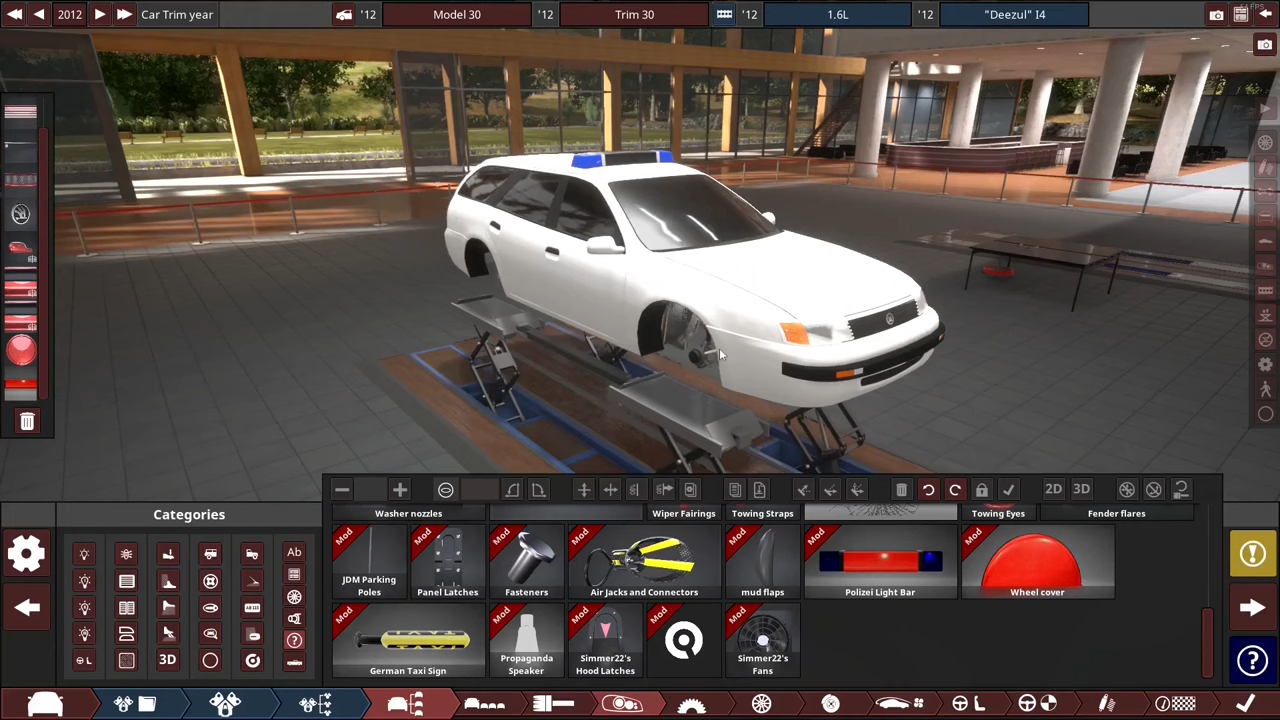 2012
Car Trim year
'12
Model 30
'12
Trim 30
'12
1.6L
'12
"Deezul" I4
Categories
Ab
L
3D
2D
3D
Washer nozzles
Wiper Fairings
Towing Straps
Towing Eyes
Fender flares
Mod
JDM Parking Poles
Mod
Panel Latches
Mod
Fasteners
Mod
Air Jacks and Connectors
Mod
mud flaps
Mod
Polizei Light Bar
Mod
Wheel cover
Mod
TAXI
German Taxi Sign
Mod
Propaganda Speaker
Mod
Simmer22's Hood Latches
Mod
Mod
Simmer22's Fans